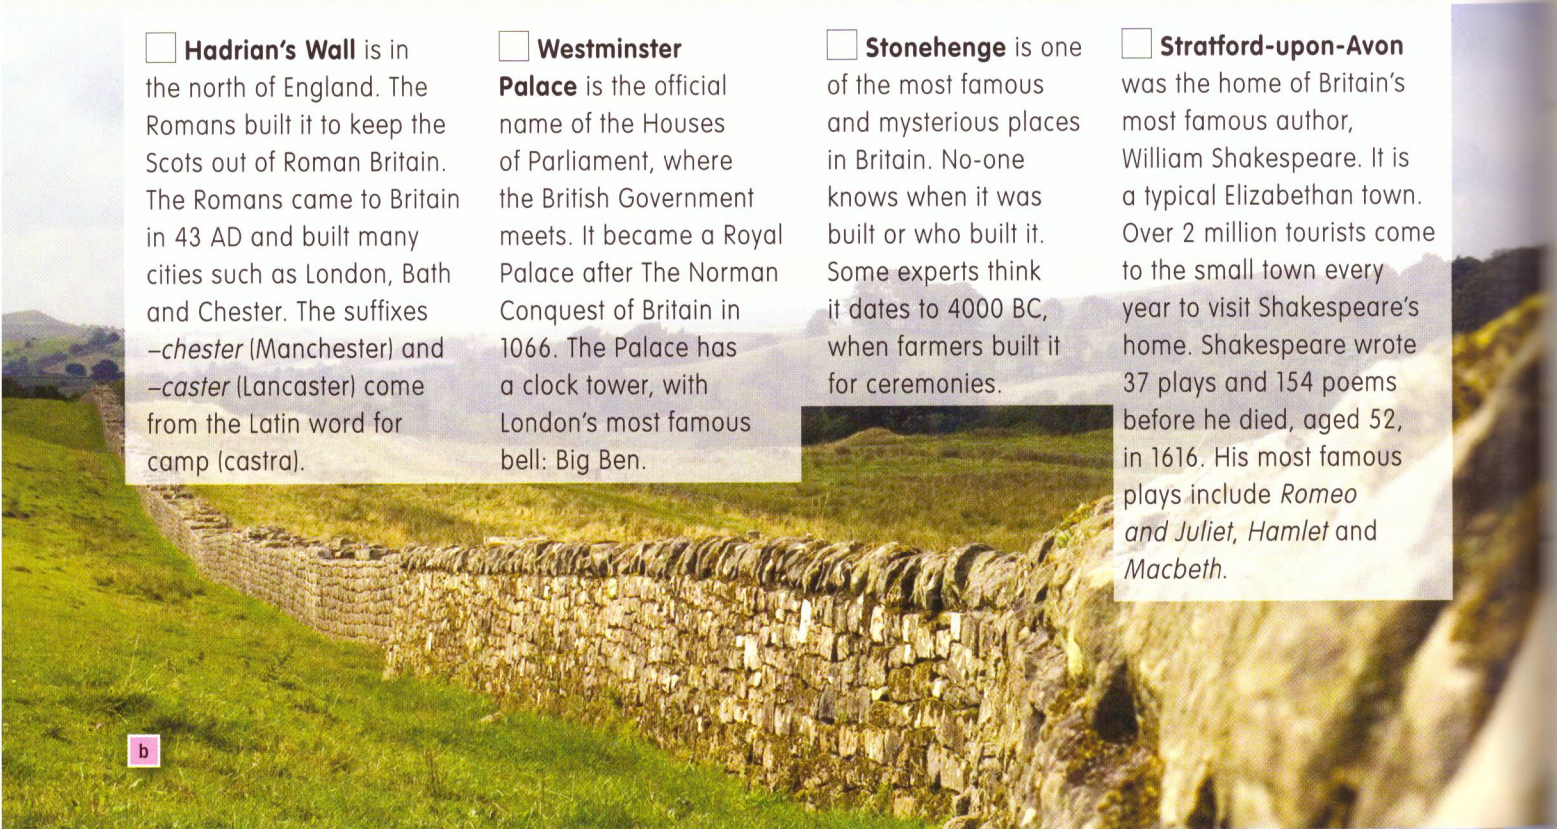 Hadrian's Wall is in
the north of England. The
Romans built it to keep the
Scots out of Roman Britain.
The Romans came to Britain
in 43 AD and built many
cities such as London, Bath
and Chester. The suffixes
–chester (Manchester) and
–caster (Lancaster) come
from the Latin word for
camp (castra).
Westminster
Palace is the official
name of the Houses
of Parliament, where
the British Government
meets. It became a Royal
Palace after The Norman
Conquest of Britain in
1066. The Palace has
a clock tower, with
London's most famous
bell: Big Ben.
Stonehenge is one
of the most famous
and mysterious places
in Britain. No-one
knows when it was
built or who built it.
Some experts think
it dates to 4000 BC,
when farmers built it
for ceremonies.
Stratford-upon-Avon
was the home of Britain's
most famous author,
William Shakespeare. It is
a typical Elizabethan town.
Over 2 million tourists come
to the small town every
year to visit Shakespeare's
home. Shakespeare wrote
37 plays and 154 poems
before he died, aged 52,
in 1616. His most famous
plays include Romeo
and Juliet, Hamlet and
Macbeth.
b